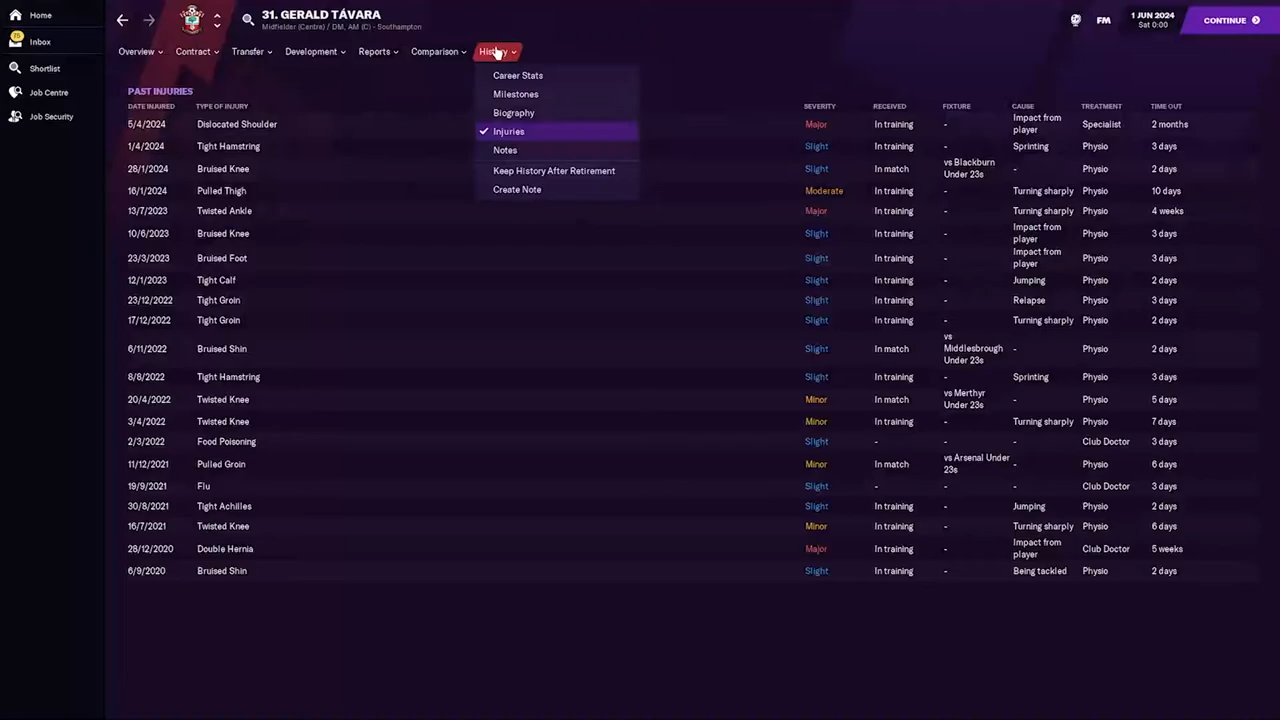 Home
75
Inbox
Shortlist
Job Centre
Job Security
31. GERALD TÁVARA
Midfielder (Centre) / DM, AM (C) - Southampton
FM
1 JUN 2024
Sat 0:00
CONTINUE
Overview
Contract
Transfer
Development
Reports
Comparison
History
Career Stats
Milestones
Biography
Injuries
Notes
Keep History After Retirement
Create Note
PAST INJURIES
DATE INJURED TYPE OF INJURY SEVERITY RECEIVED FIXTURE CAUSE TREATMENT TIME OUT
5/4/2024 Dislocated Shoulder Major In training - Impact from
player Specialist 2 months
1/4/2024 Tight Hamstring Slight In training - Sprinting Physio 3 days
28/1/2024 Bruised Knee Slight In match vs Blackburn
Under 23s - Physio 2 days
16/1/2024 Pulled Thigh Moderate In training - Turning sharply Physio 10 days
13/7/2023 Twisted Ankle Major In training - Turning sharply Physio 4 weeks
10/6/2023 Bruised Knee Slight In training - Impact from
player Physio 3 days
23/3/2023 Bruised Foot Slight In training - Impact from
player Physio 3 days
12/1/2023 Tight Calf Slight In training - Jumping Physio 2 days
23/12/2022 Tight Groin Slight In training - Relapse Physio 3 days
17/12/2022 Tight Groin Slight In training - Turning sharply Physio 2 days
6/11/2022 Bruised Shin Slight In match vs
Middlesbrough
Under 23s - Physio 2 days
8/8/2022 Tight Hamstring Slight In training - Sprinting Physio 3 days
20/4/2022 Twisted Knee Minor In match vs Merthyr
Under 23s - Physio 5 days
3/4/2022 Twisted Knee Minor In training - Turning sharply Physio 7 days
2/3/2022 Food Poisoning Slight - - - Club Doctor 3 days
11/12/2021 Pulled Groin Minor In match vs Arsenal Under
23s - Physio 6 days
19/9/2021 Flu Slight - - - Club Doctor 3 days
30/8/2021 Tight Achilles Slight In training - Jumping Physio 2 days
16/7/2021 Twisted Knee Minor In training - Turning sharply Physio 6 days
28/12/2020 Double Hernia Major In training - Impact from
player Club Doctor 5 weeks
6/9/2020 Bruised Shin Slight In training - Being tackled Physio 2 days